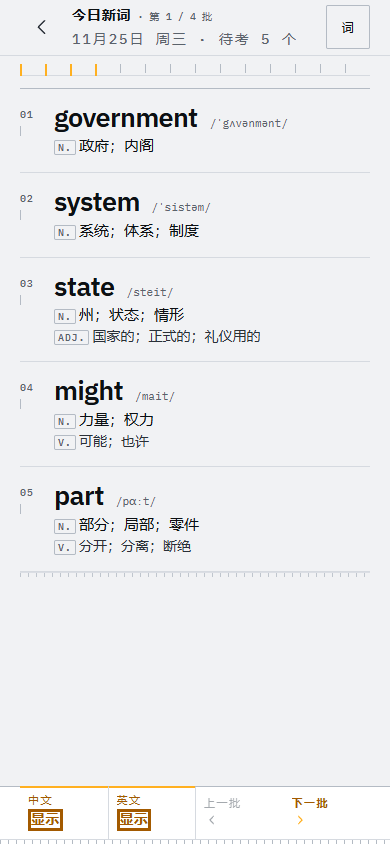 今日新词 · 第 1 / 4 批
11月25日 周三 · 待考 5 个
词
01
government /ˈɡʌvənmənt/
N. 政府; 内阁
02
system /ˈsistəm/
N. 系统; 体系; 制度
03
state /steit/
N. 州; 状态; 情形
ADJ. 国家的; 正式的; 礼仪用的
04
might /mait/
N. 力量; 权力
V. 可能; 也许
05
part /pɑːt/
N. 部分; 局部; 零件
V. 分开; 分离; 断绝
中文
显示
英文
显示
上一批
下一批